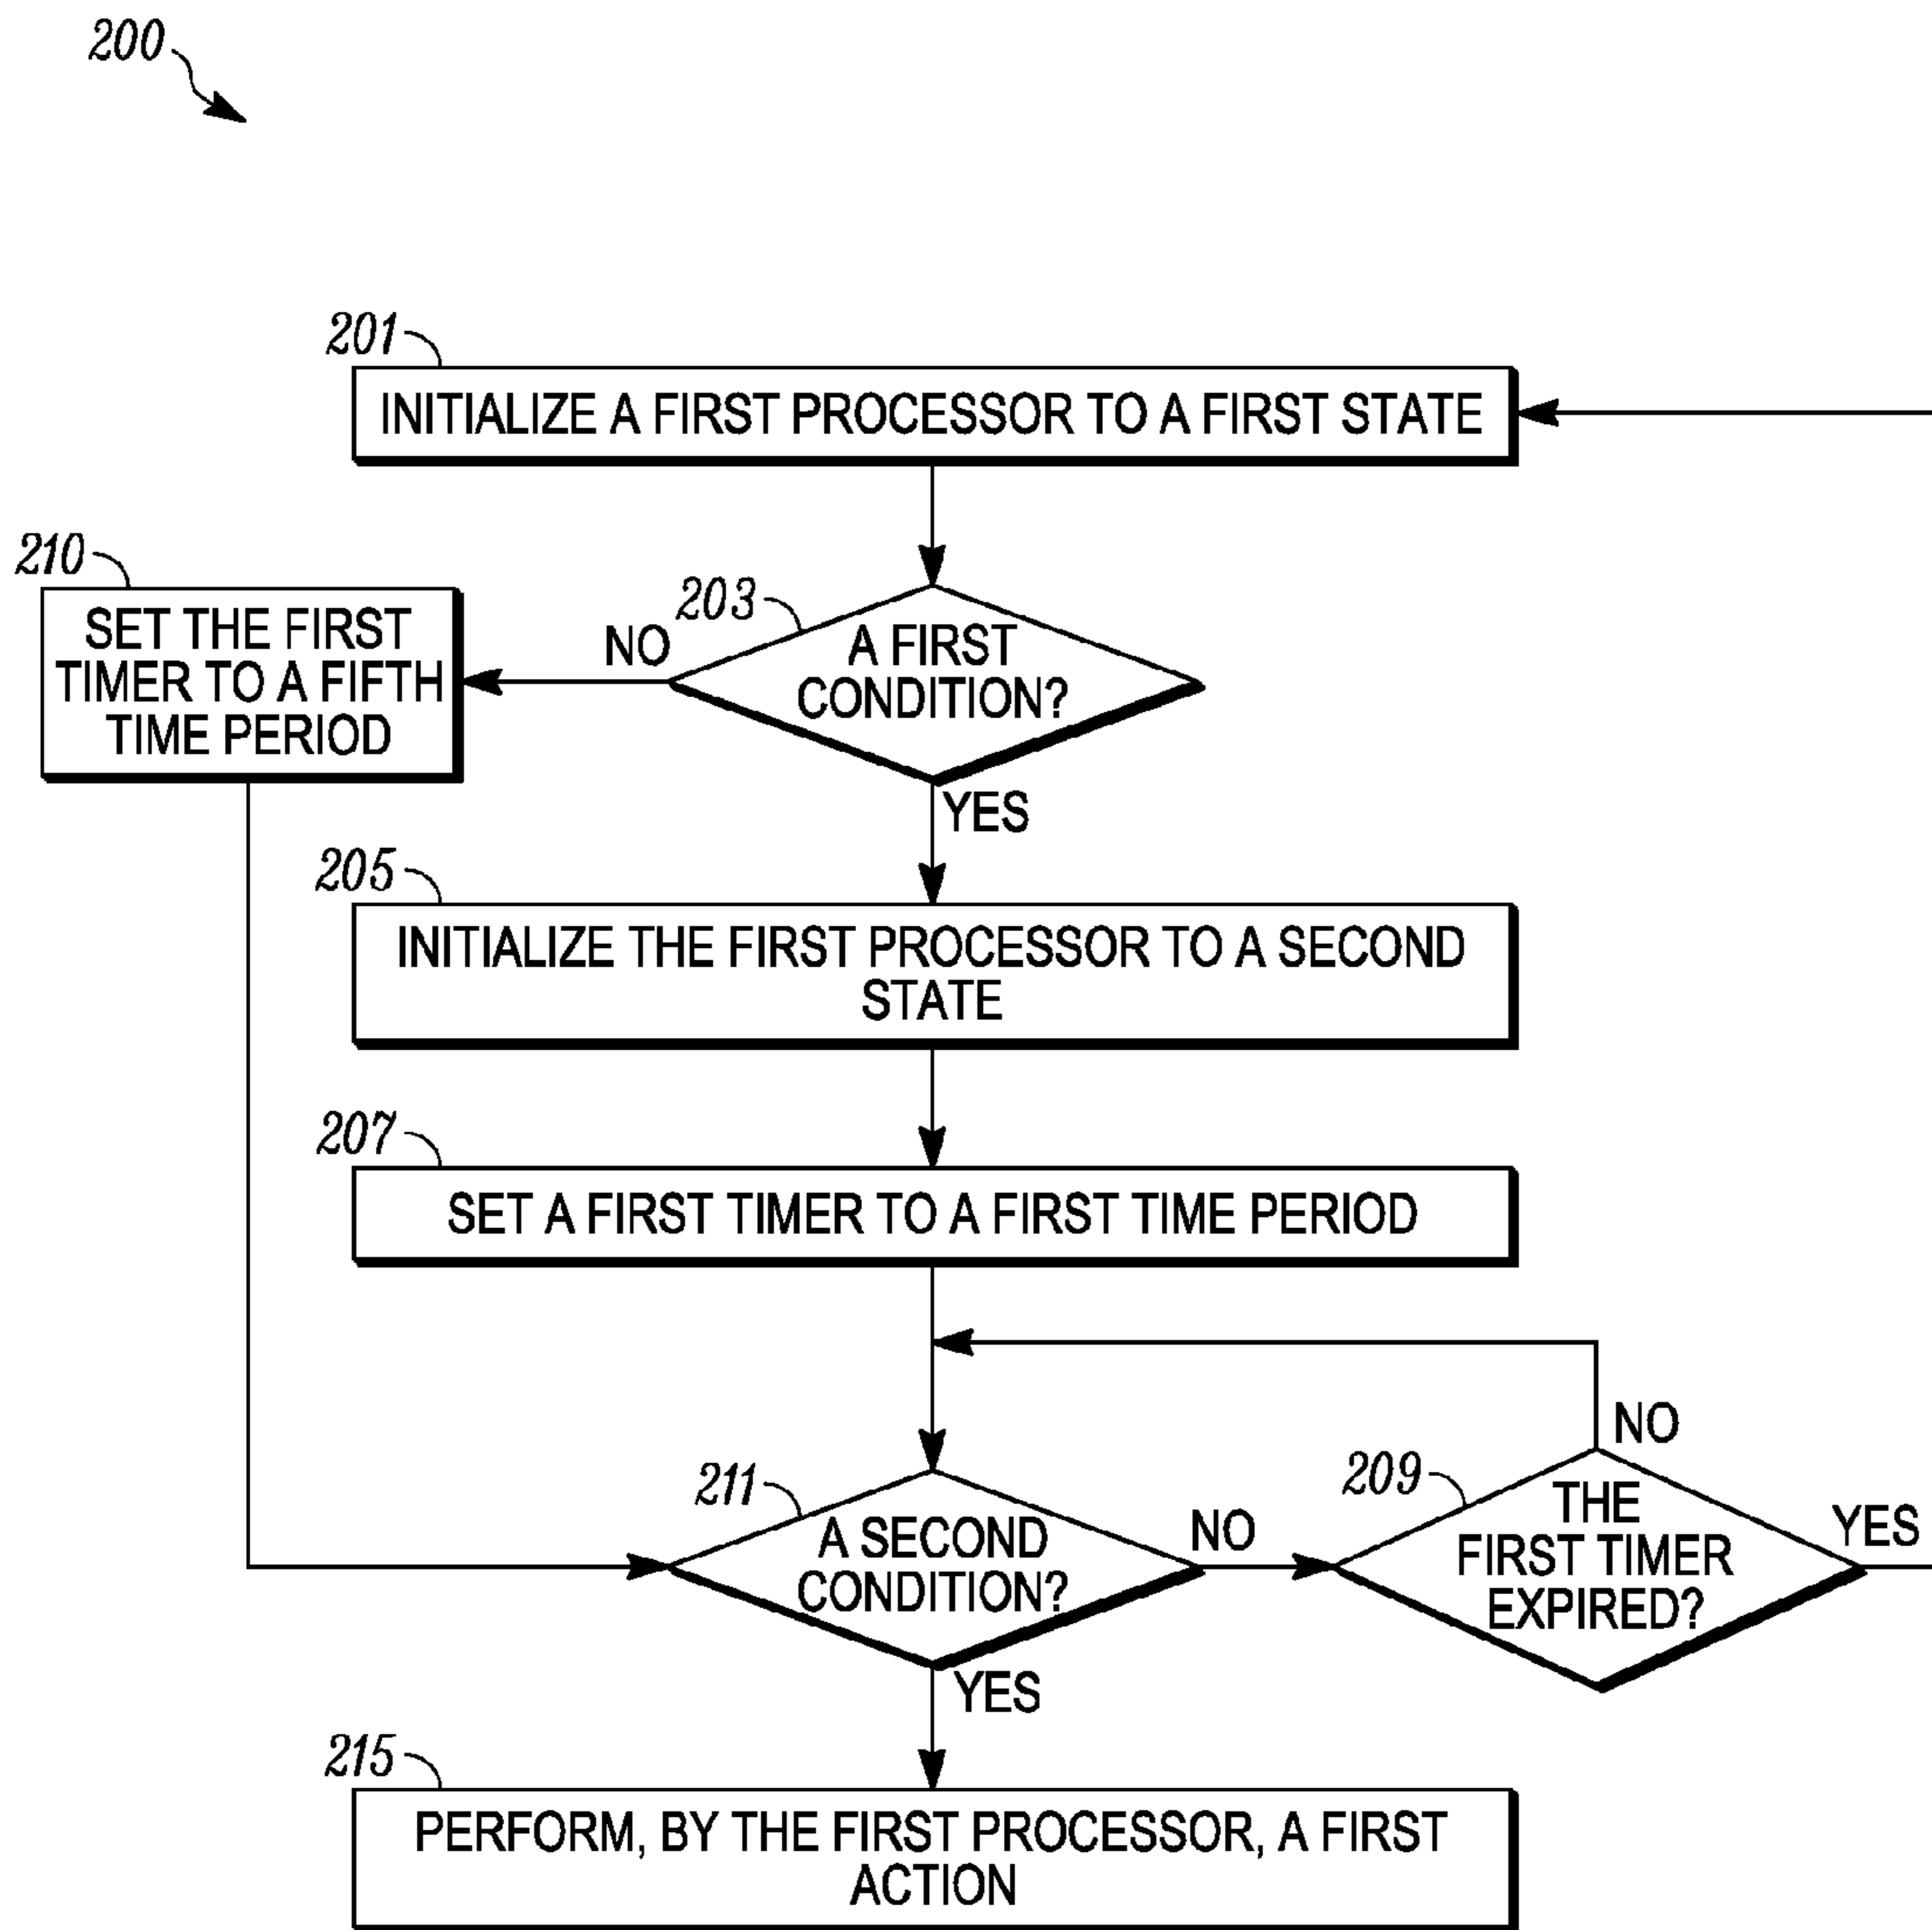 200
201
INITIALIZE A FIRST PROCESSOR TO A FIRST STATE
210
SET THE FIRST
TIMER TO A FIFTH
TIME PERIOD
NO
203
A FIRST
CONDITION?
YES
205
INITIALIZE THE FIRST PROCESSOR TO A SECOND
STATE
207
SET A FIRST TIMER TO A FIRST TIME PERIOD
211
A SECOND
CONDITION?
NO
209
THE
FIRST TIMER
EXPIRED?
NO
YES
YES
215
PERFORM, BY THE FIRST PROCESSOR, A FIRST
ACTION